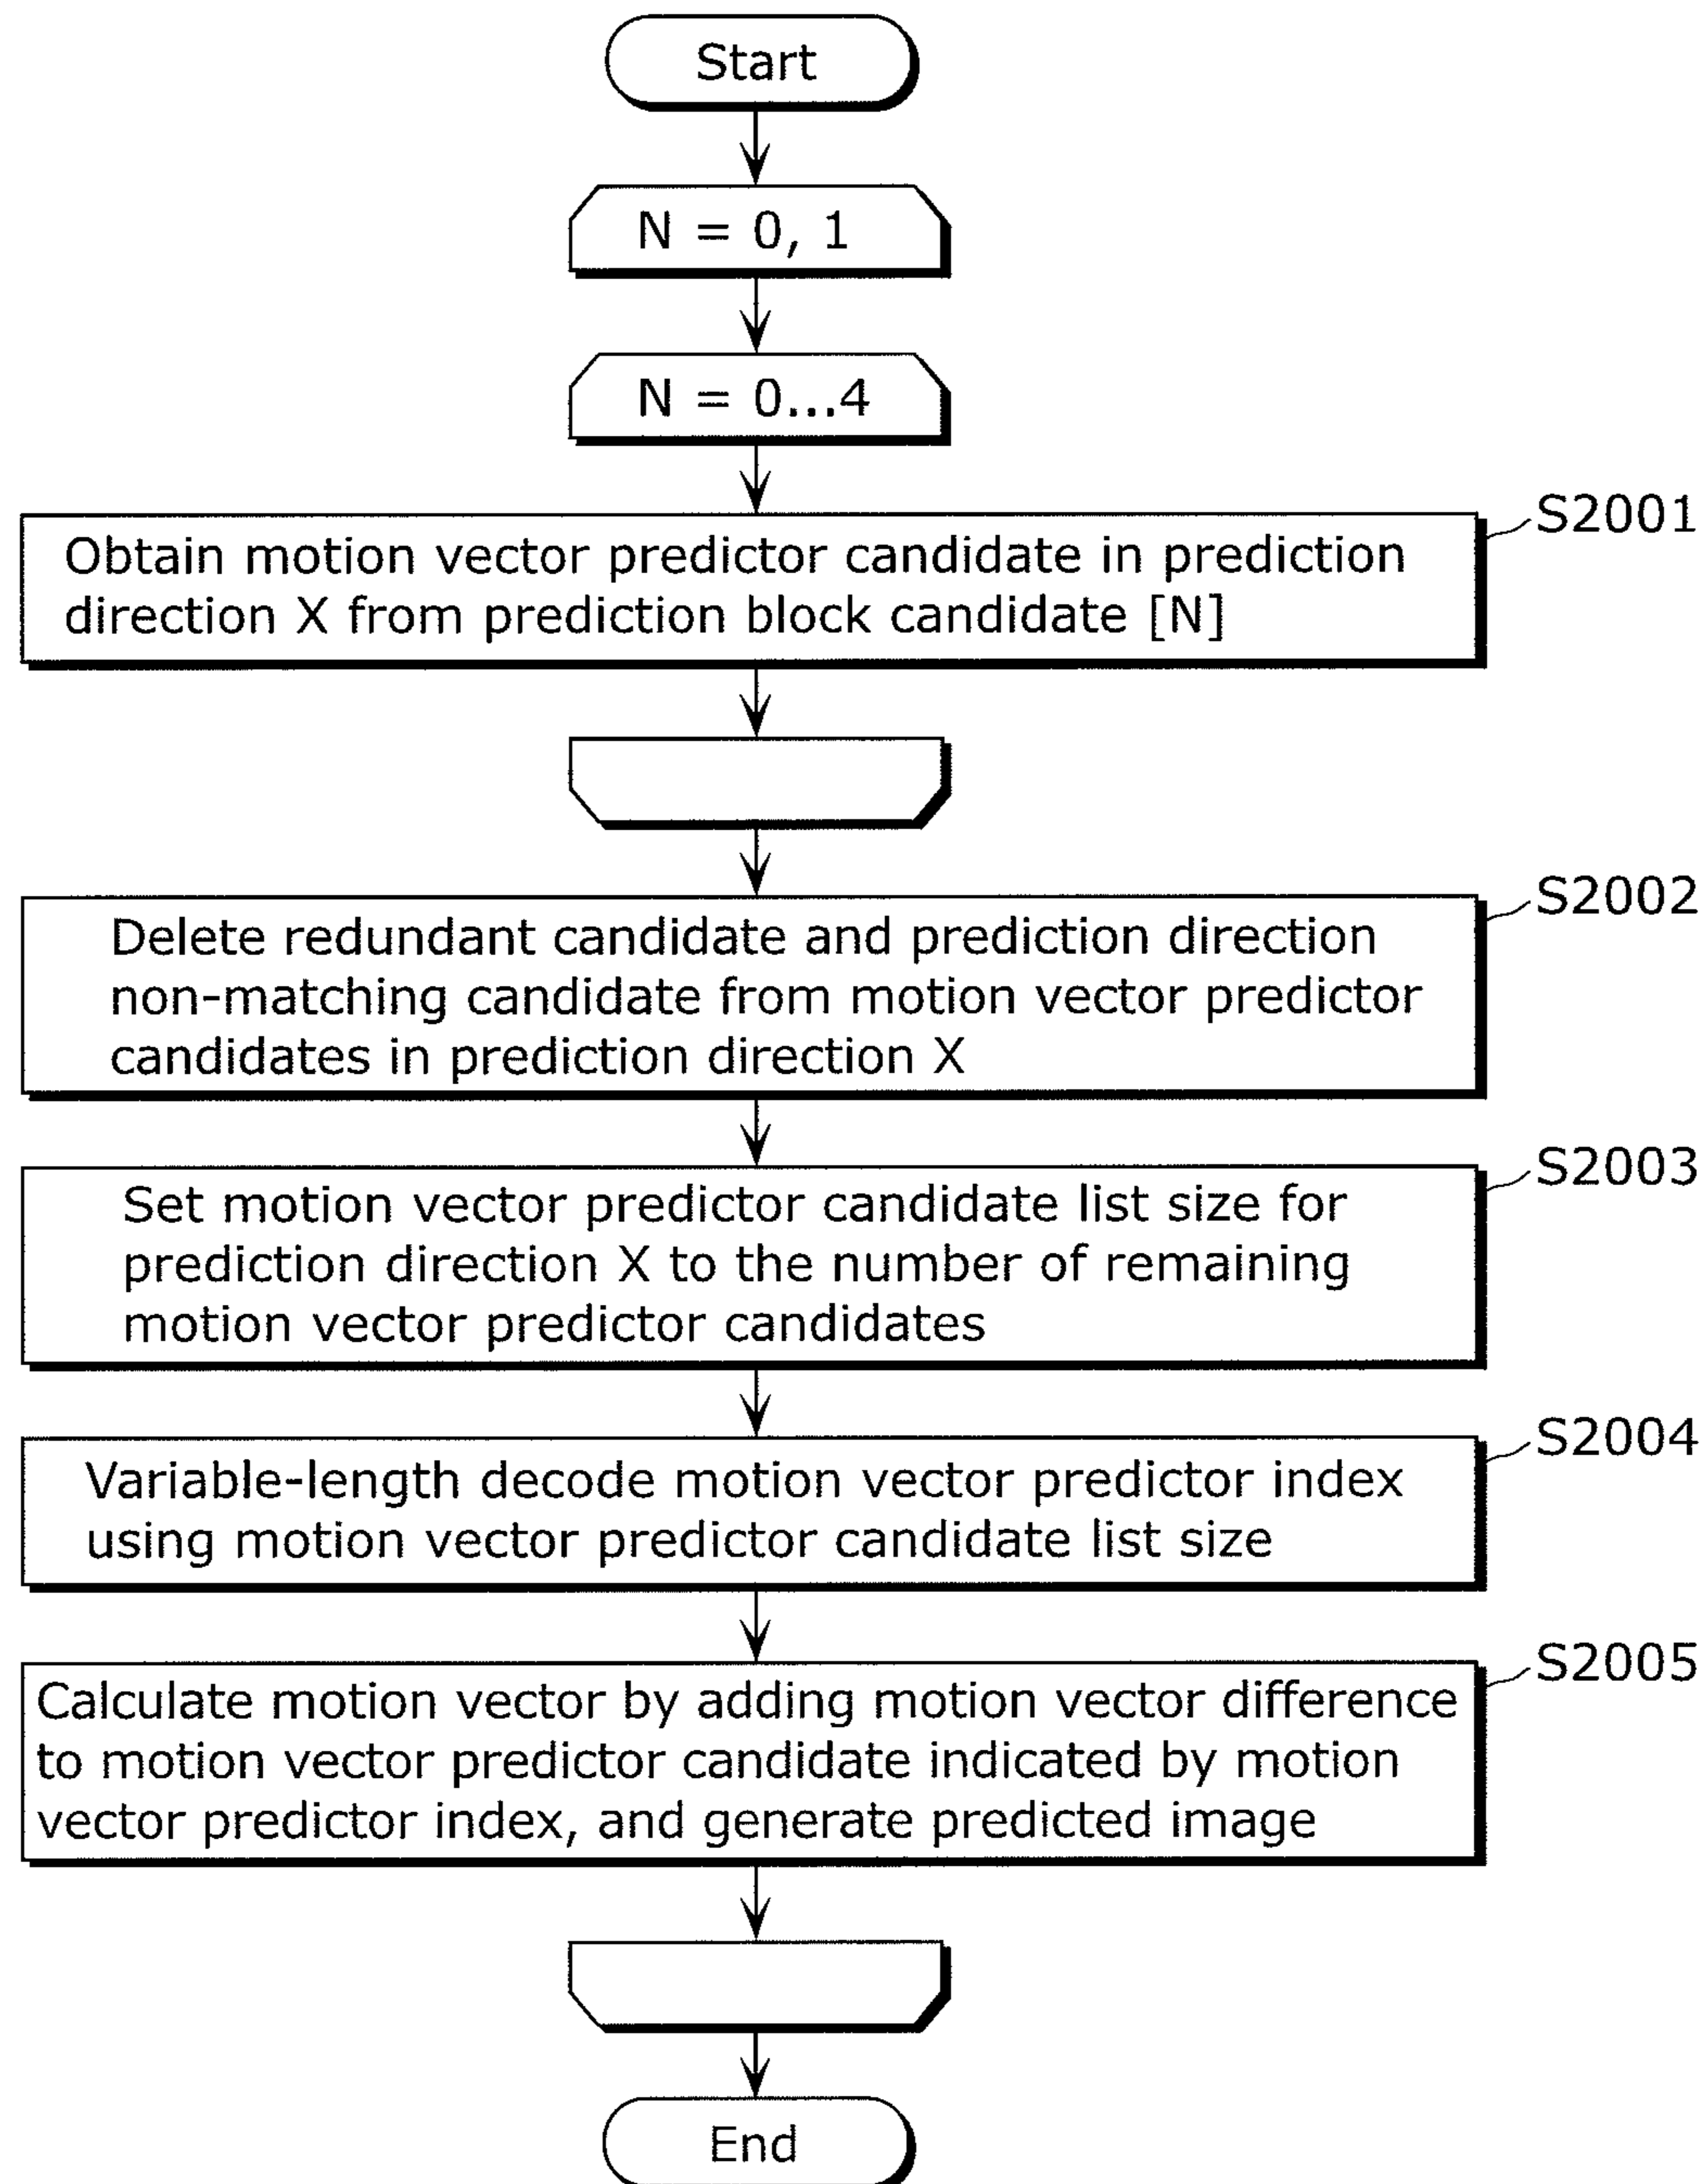 Start
N = 0, 1
N = 0...4
S2001
Obtain motion vector predictor candidate in prediction
direction X from prediction block candidate [N]
S2002
Delete redundant candidate and prediction direction
non-matching candidate from motion vector predictor
candidates in prediction direction X
S2003
Set motion vector predictor candidate list size for
prediction direction X to the number of remaining
motion vector predictor candidates
S2004
Variable-length decode motion vector predictor index
using motion vector predictor candidate list size
S2005
Calculate motion vector by adding motion vector difference
to motion vector predictor candidate indicated by motion
vector predictor index, and generate predicted image
End